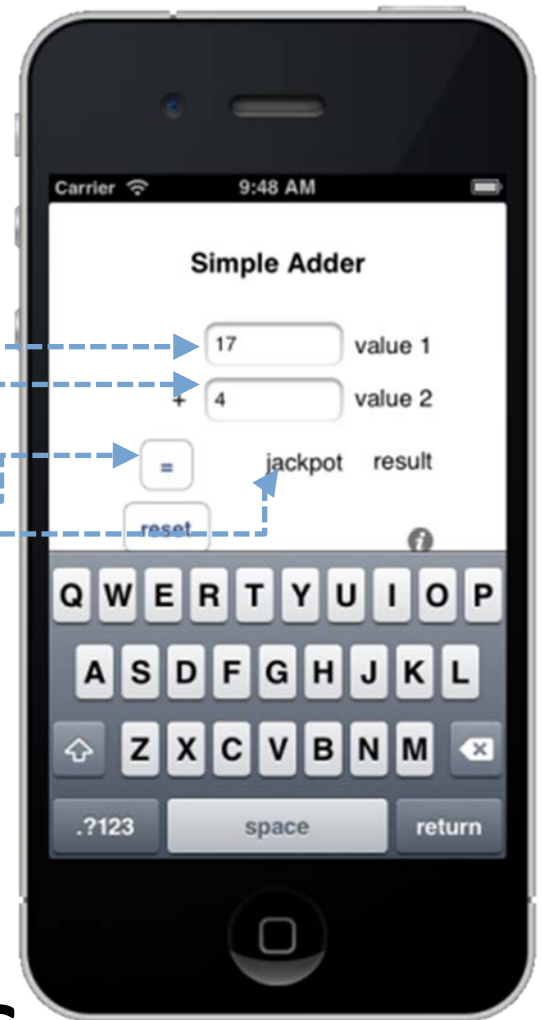 Carrier 9:48 AM
Simple Adder
17 value 1
+ 4 value 2
= jackpot result
reset i
Q W E R T Y U I O P
A S D F G H J K L
Z X C V B N M
.?123 space return